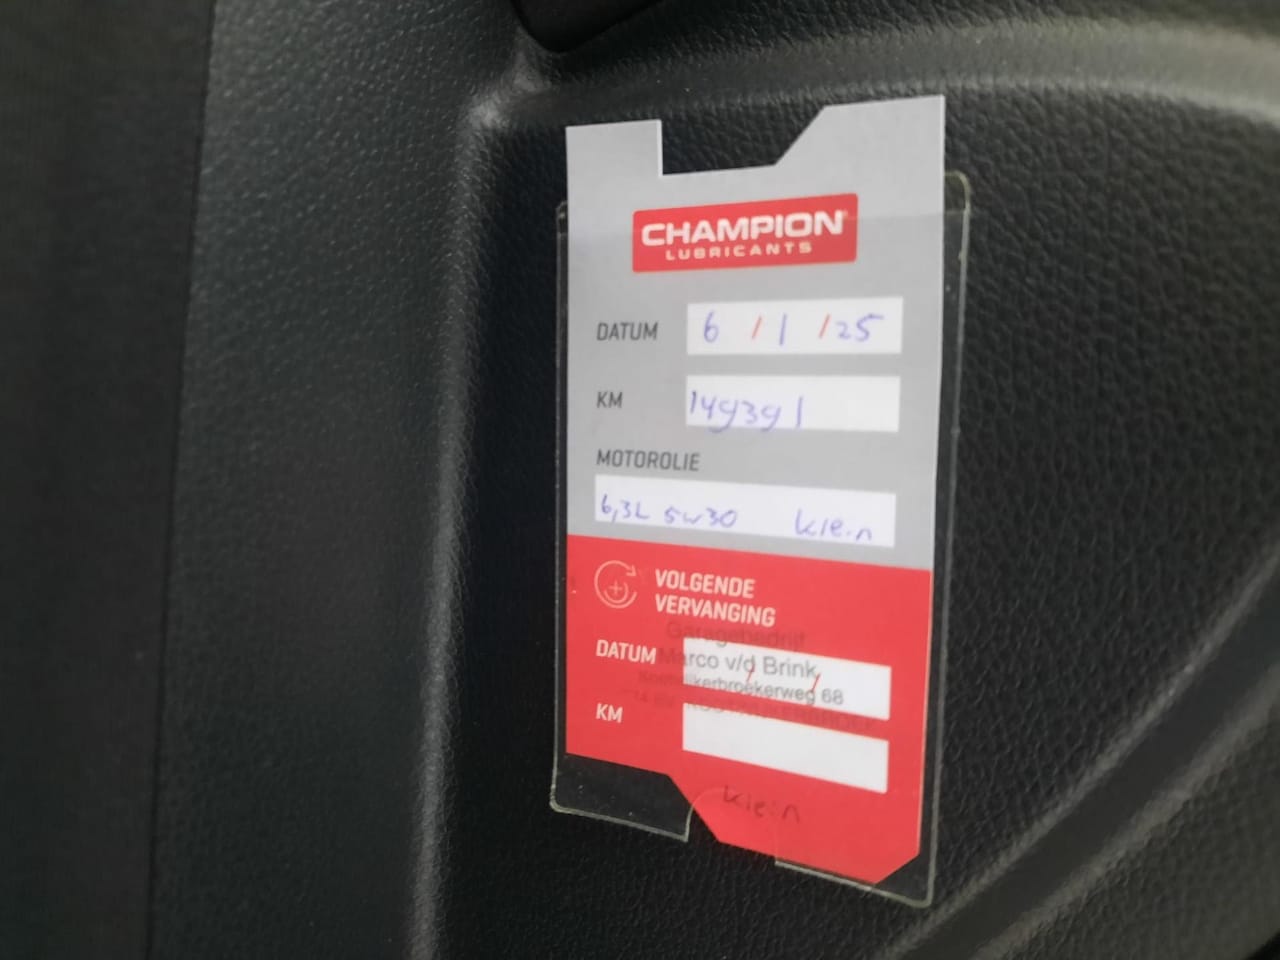 CHAMPION
LUBRICANTS
DATUM 6 / 1 / 25
KM 149391
MOTOROLIE
6,3L 5w30 klein
VOLGENDE
VERVANGING
Garagebedrijf
DATUM / /
Marco v/d Brink
68
KM
klein